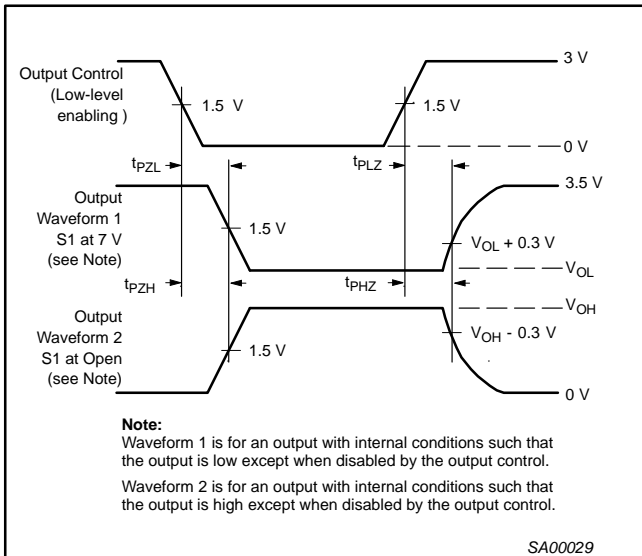 Output Control
(Low-level
enabling )
3 V
1.5 V
1.5 V
0 V
tPZL
tPLZ
Output
Waveform 1
S1 at 7 V
(see Note)
3.5 V
1.5 V
VOL + 0.3 V
VOL
tPZH
tPHZ
VOH
Output
Waveform 2
S1 at Open
(see Note)
1.5 V
VOH - 0.3 V
0 V
Note:
Waveform 1 is for an output with internal conditions such that
the output is low except when disabled by the output control.
Waveform 2 is for an output with internal conditions such that
the output is high except when disabled by the output control.
SA00029